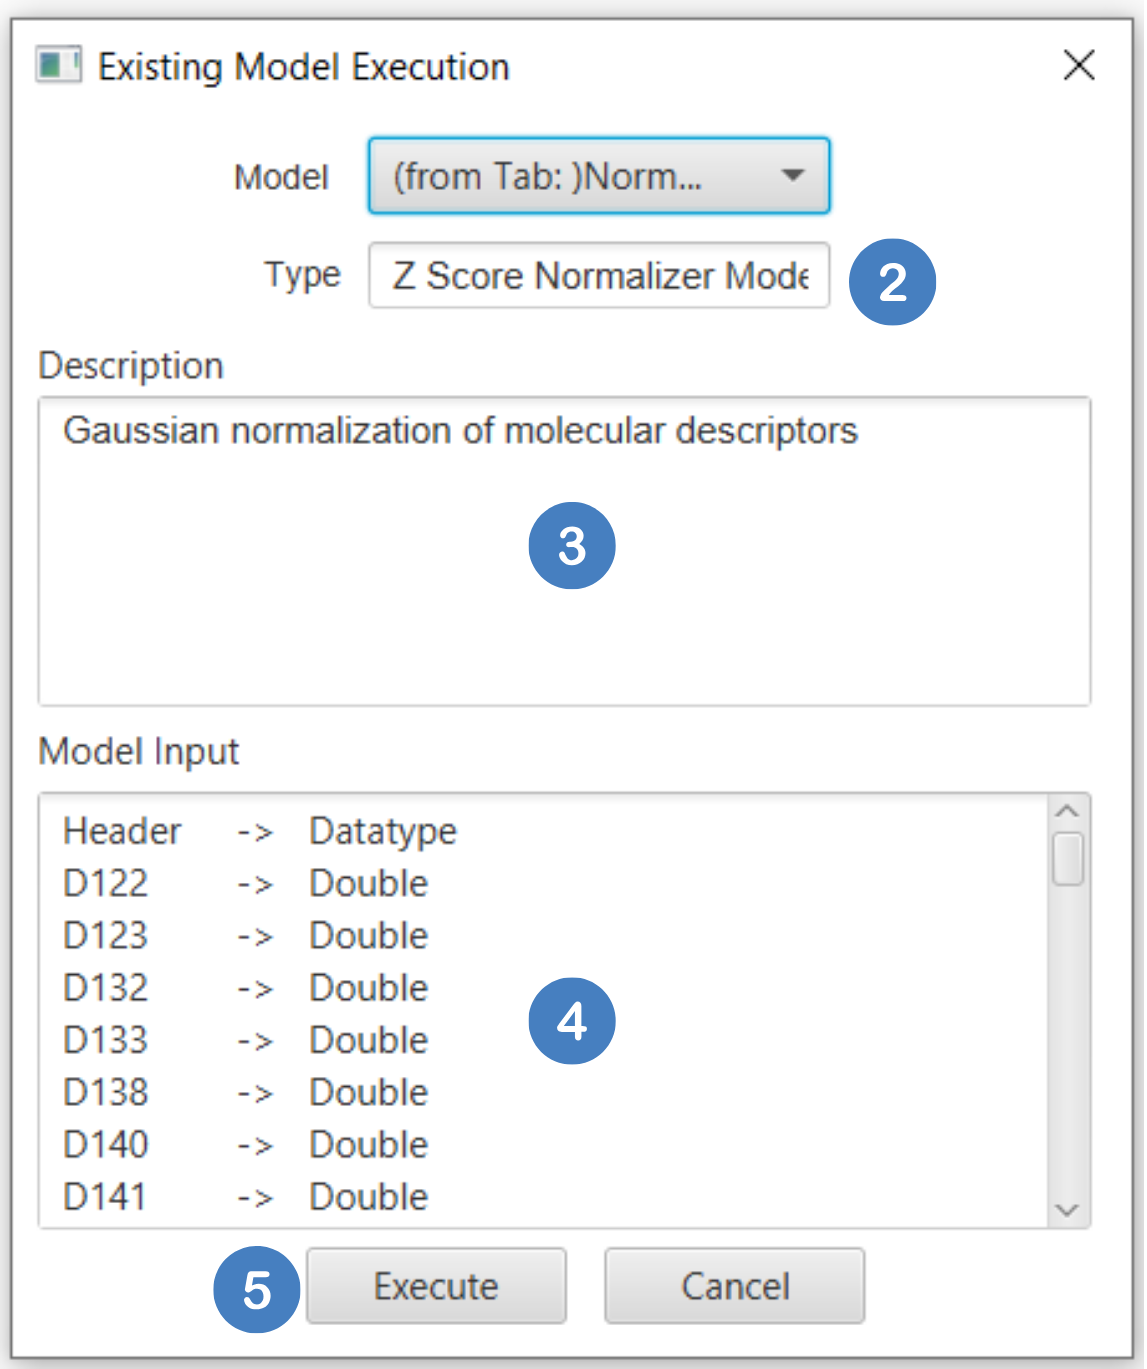 Existing Model Execution
Model (from Tab: )Norm...
Type Z Score Normalizer Mode
2
Description
Gaussian normalization of molecular descriptors
3
Model Input
Header -> Datatype
D122 -> Double
D123 -> Double
D132 -> Double
D133 -> Double
4
D138 -> Double
D140 -> Double
D141 -> Double
5
Execute Cancel